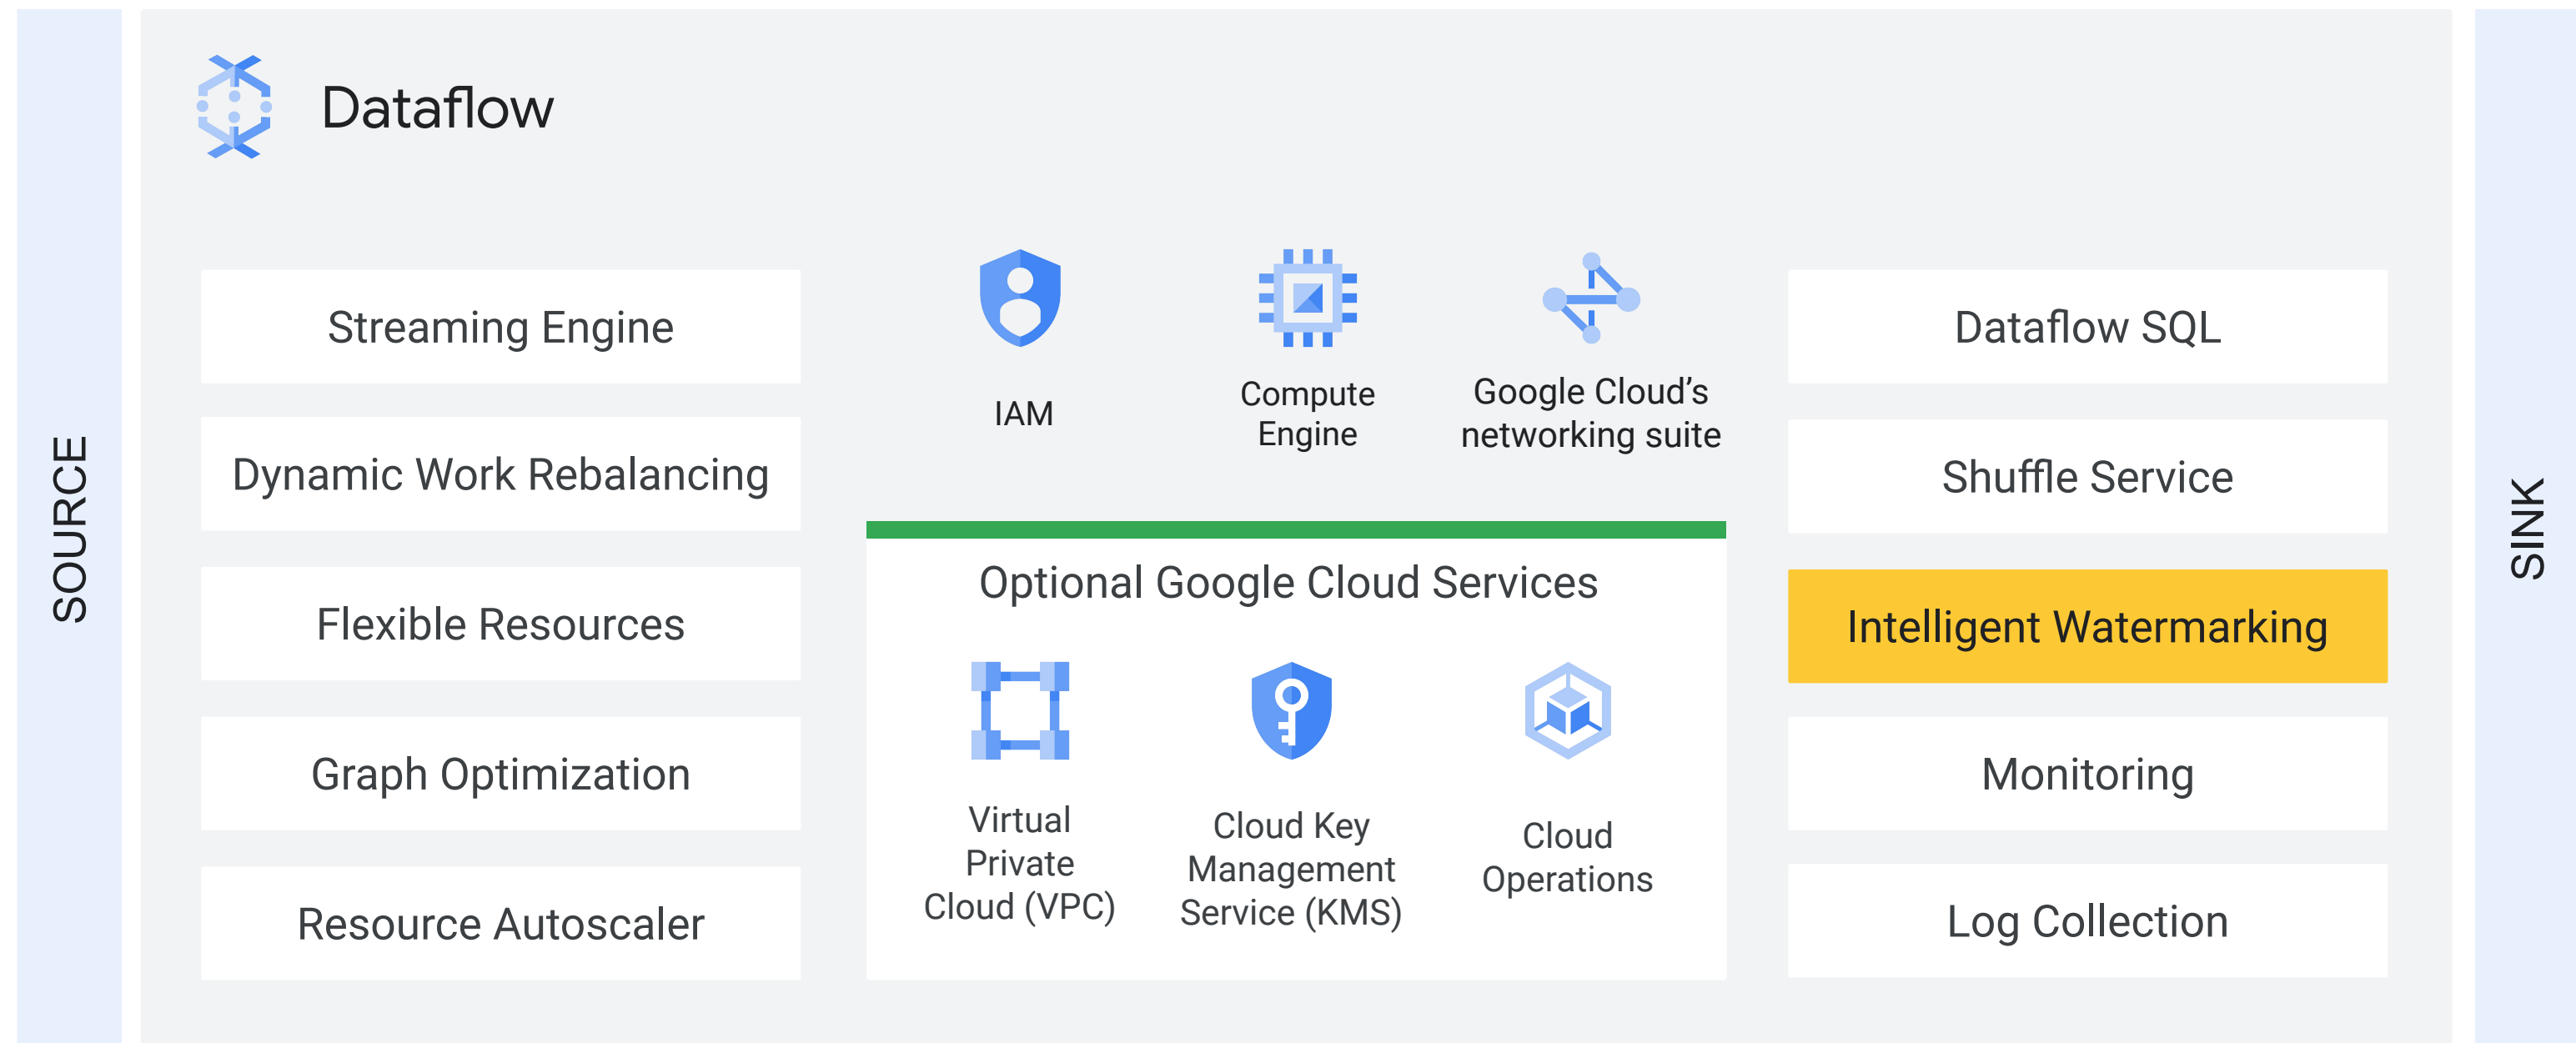 SOURCE
Dataflow
Streaming Engine
Dynamic Work Rebalancing
Flexible Resources
Graph Optimization
Resource Autoscaler
IAM
Compute
Engine
Google Cloud’s
networking suite
Optional Google Cloud Services
Virtual
Private
Cloud (VPC)
Cloud Key
Management
Service (KMS)
Cloud
Operations
Dataflow SQL
Shuffle Service
Intelligent Watermarking
Monitoring
Log Collection
SINK